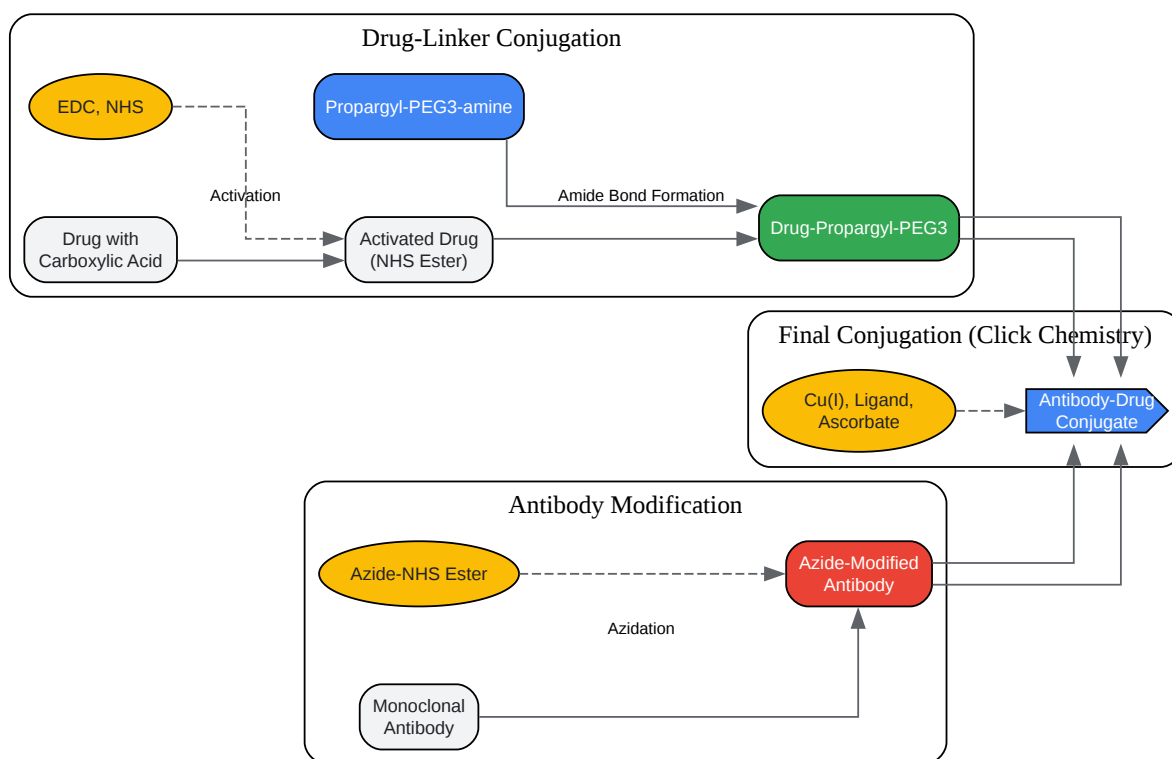 Drug-Linker Conjugation
EDC, NHS
Propargyl-PEG3-amine
Activation
Amide Bond Formation
Drug with
Carboxylic Acid
Activated Drug
(NHS Ester)
Drug-Propargyl-PEG3
Final Conjugation (Click Chemistry)
Cu(I), Ligand,
Ascorbate
Antibody-Drug
Conjugate
Antibody Modification
Azide-NHS Ester
Azide-Modified
Antibody
Azidation
Monoclonal
Antibody